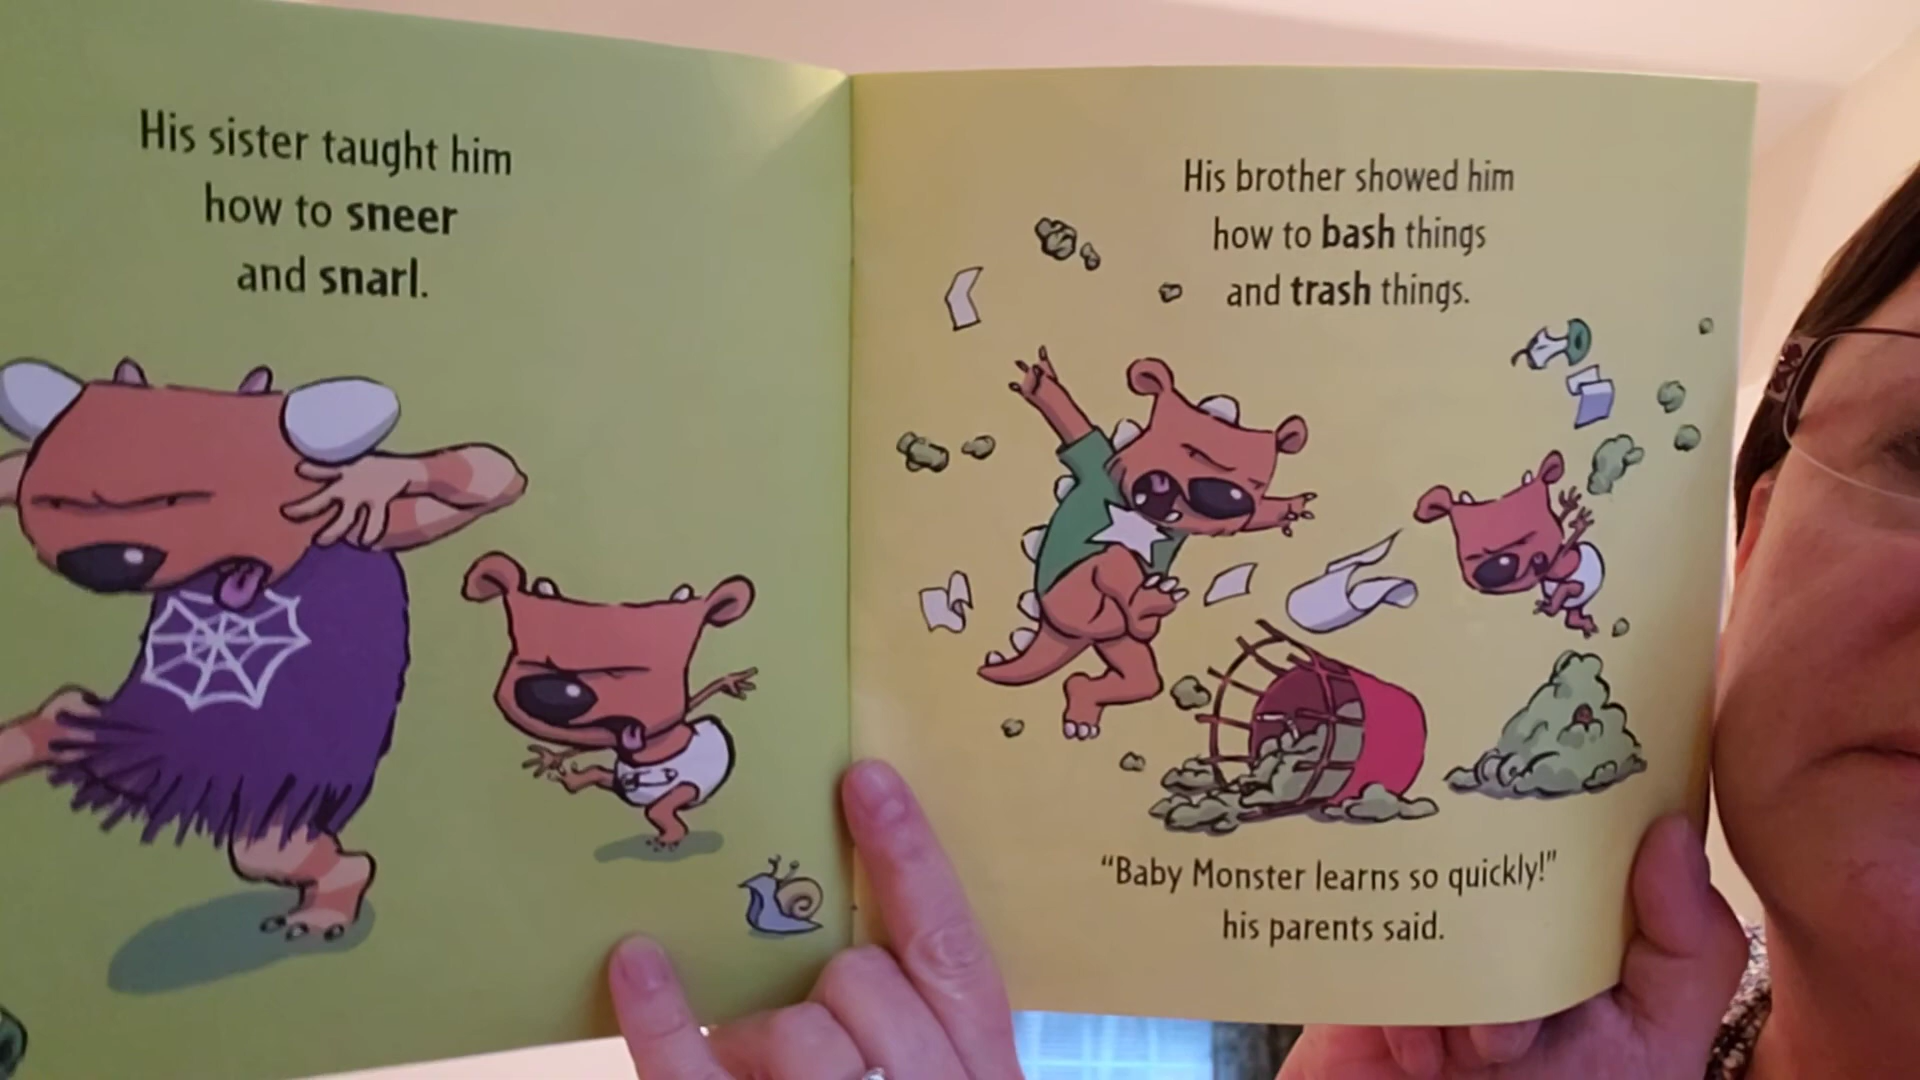 His sister taught him
how to sneer
and snarl.
His brother showed him
how to bash things
and trash things.
“Baby Monster learns so quickly!”
his parents said.